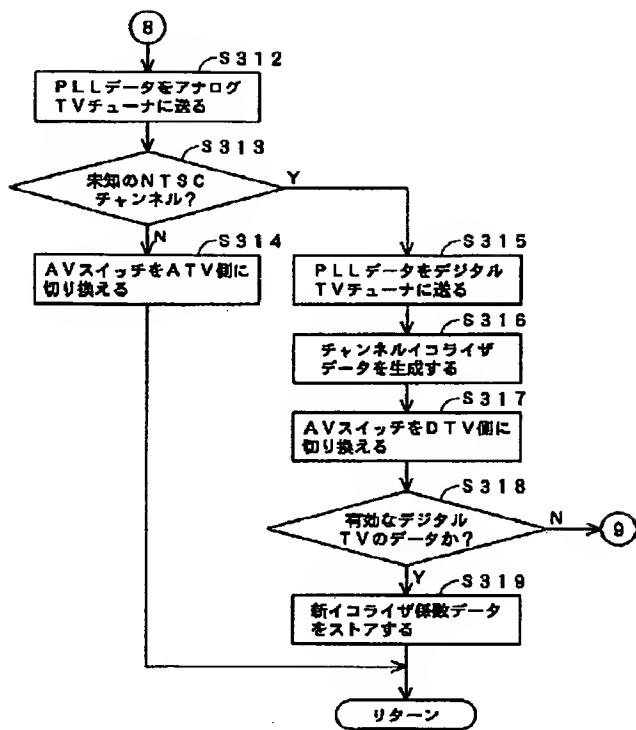 8
S312
PLLデータをアナログ
TVチューナに送る
S313
未知のNTSC
チャンネル?
Y
N
S314
AVスイッチをATV側に
切り換える
S315
PLLデータをデジタル
TVチューナに送る
S316
チャンネルイコライザ
データを生成する
S317
AVスイッチをDTV側に
切り換える
S318
有効なデジタル
TVのデータか?
N
9
Y
S319
新イコライザ係数データ
をストアする
リターン